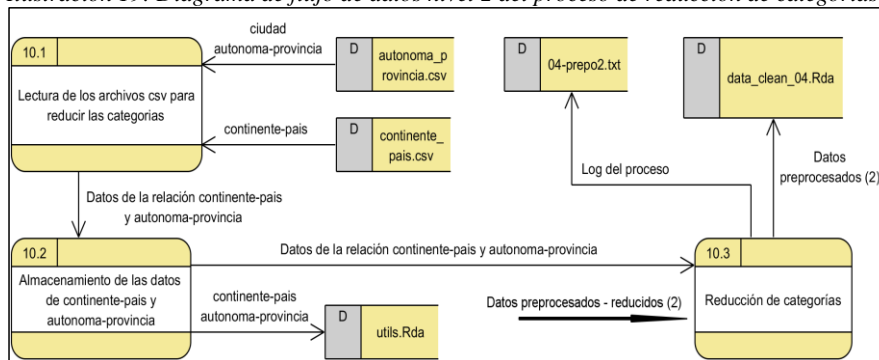 Ilustración 19: Diagrama de flujo de datos nivel 2 del proceso de reducción de categorías
10.1
Lectura de los archivos csv para
reducir las categorias
ciudad
autonoma-provincia
D
autonoma_p
rovincia.csv
continente-pais
D
continente_
pais.csv
D
04-prepo2.txt
D
data_clean_04.Rda
Log del proceso
Datos
preprocesados (2)
Datos de la relación continente-pais
y autonoma-provincia
10.2
Almacenamiento de las datos
de continente-pais y
autonoma-provincia
Datos de la relación continente-pais y autonoma-provincia
continente-pais
autonoma-provincia
D
utils.Rda
Datos preprocesados - reducidos (2)
10.3
Reducción de categorías